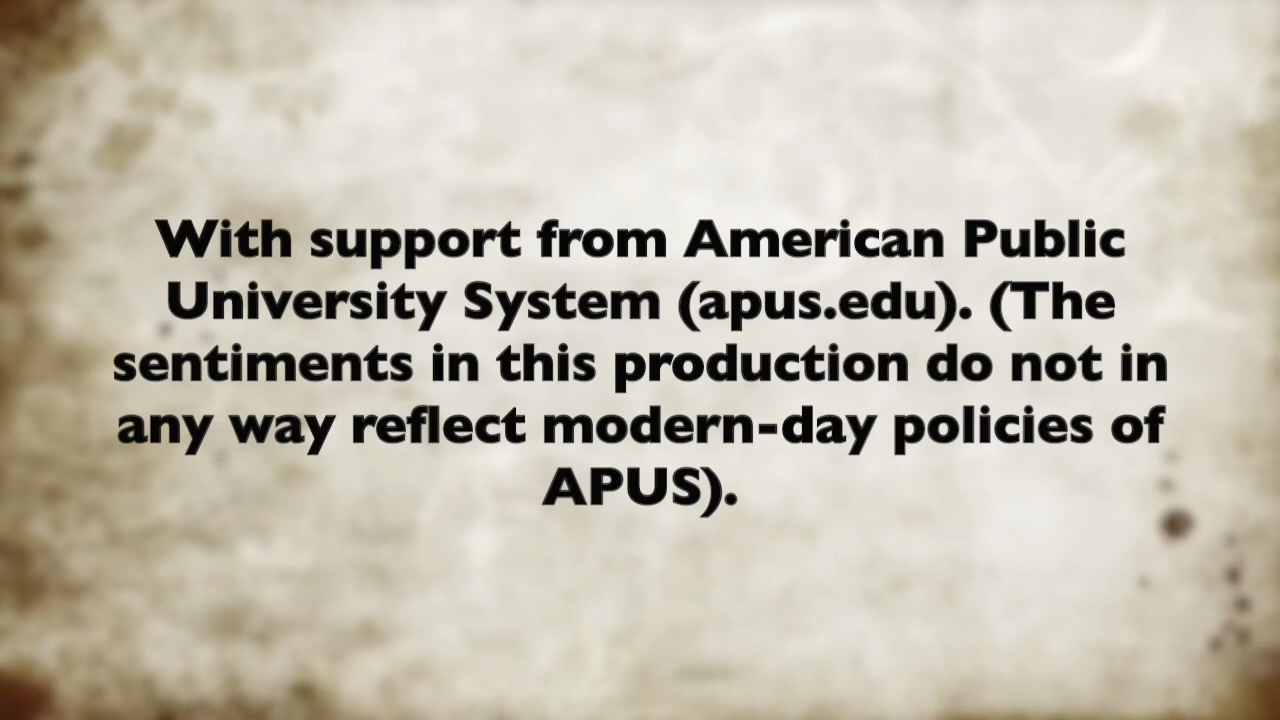 With support from American Public
University System (apus.edu). (The
sentiments in this production do not in
any way reflect modern-day policies of
APUS).